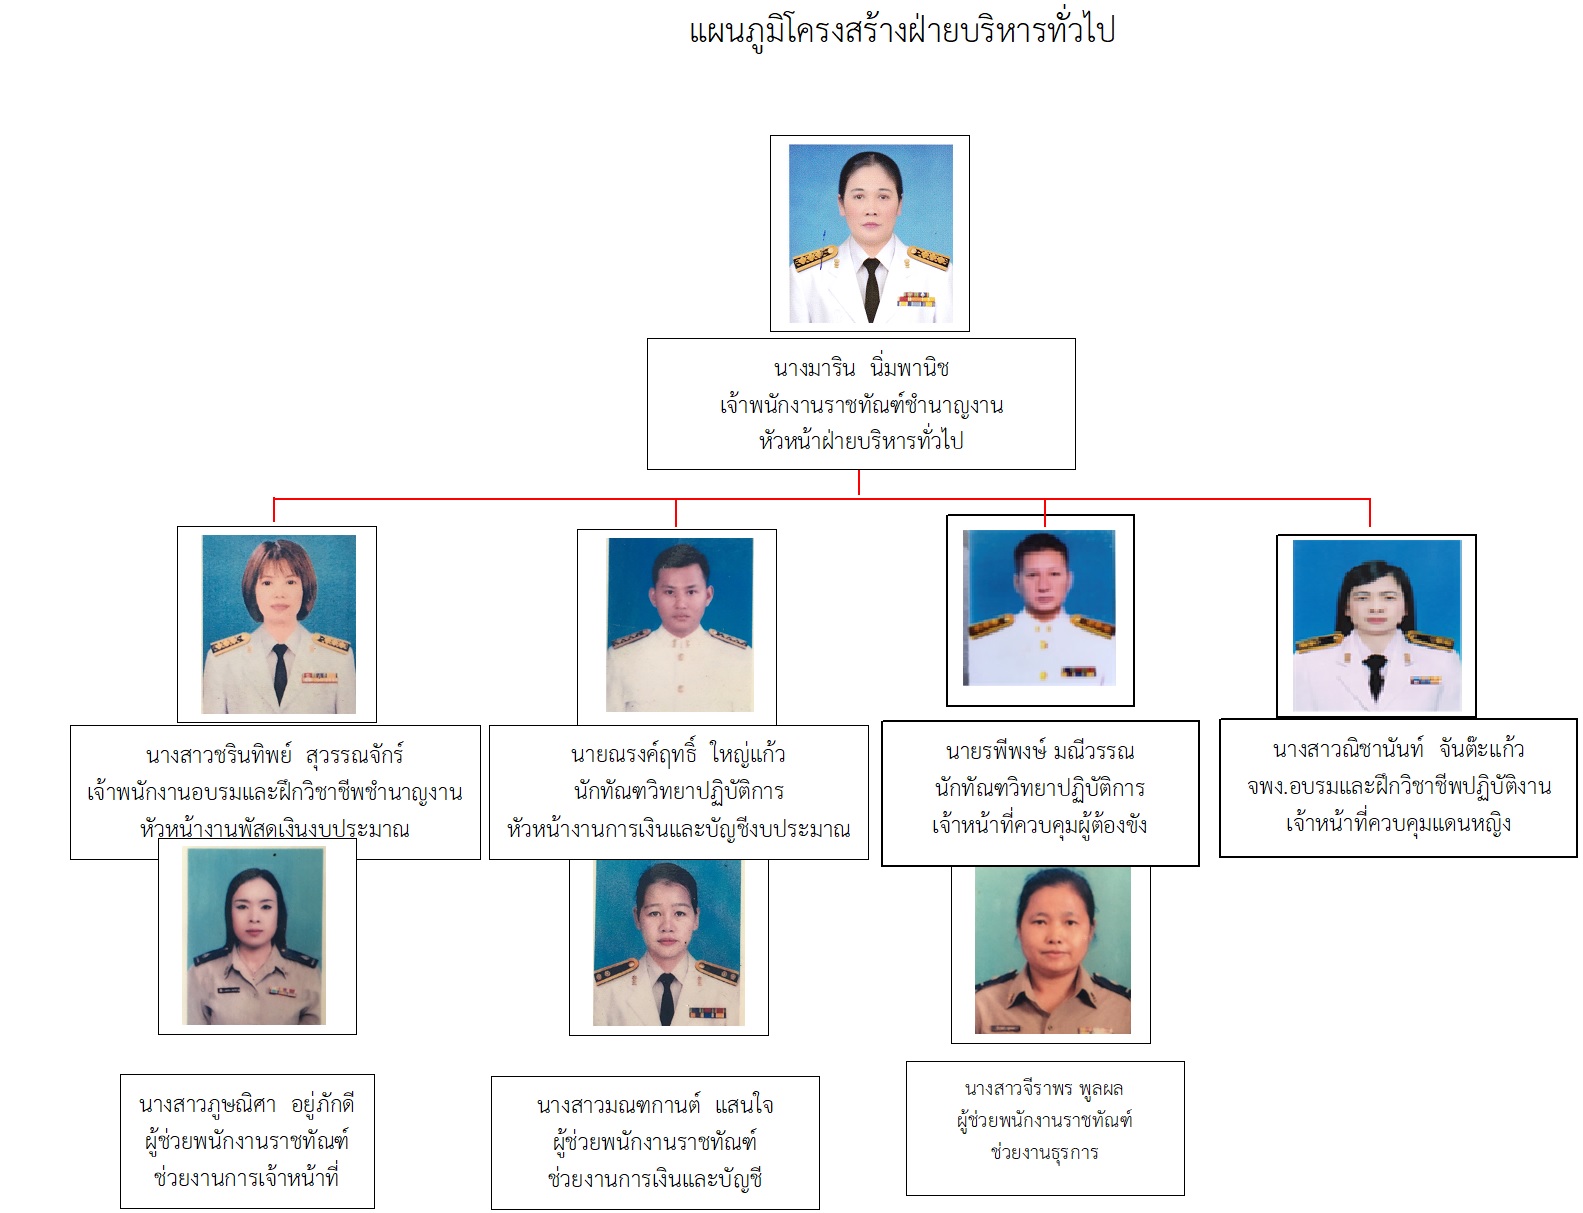 แผนภูมิโครงสร้างฝ่ายบริหารทั่วไป
นางมาริน นิ่มพานิช
เจ้าพนักงานราชทัณฑ์ชำนาญงาน
หัวหน้าฝ่ายบริหารทั่วไป
นางสาวชรินทิพย์ สุวรรณจักร์
เจ้าพนักงานอบรมและฝึกวิชาชีพชำนาญงาน
หัวหน้างานพัสดุเงินงบประมาณ
นายณรงค์ฤทธิ์ ใหญ่แก้ว
นักทัณฑวิทยาปฏิบัติการ
หัวหน้างานการเงินและบัญชีงบประมาณ
นายรพีพงษ์ มณีวรรณ
นักทัณฑวิทยาปฏิบัติการ
เจ้าหน้าที่ควบคุมผู้ต้องขัง
นางสาวณิชานันท์ จันต๊ะแก้ว
จพง.อบรมและฝึกวิชาชีพปฏิบัติงาน
เจ้าหน้าที่ควบคุมแดนหญิง
นางสาวภูษณิศา อยู่ภักดี
ผู้ช่วยพนักงานราชทัณฑ์
ช่วยงานการเจ้าหน้าที่
นางสาวมณฑกานต์ แสนใจ
ผู้ช่วยพนักงานราชทัณฑ์
ช่วยงานการเงินและบัญชี
นางสาวจีราพร พูลผล
ผู้ช่วยพนักงานราชทัณฑ์
ช่วยงานธุรการ